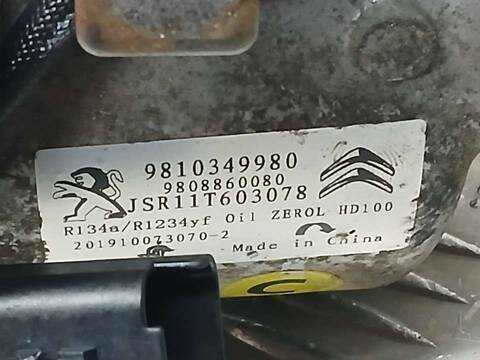 9810349980
9808860080
JSR11T603078
R134a/R1234yf Oil ZEROL HD100
201910073070-2
Made in China
C